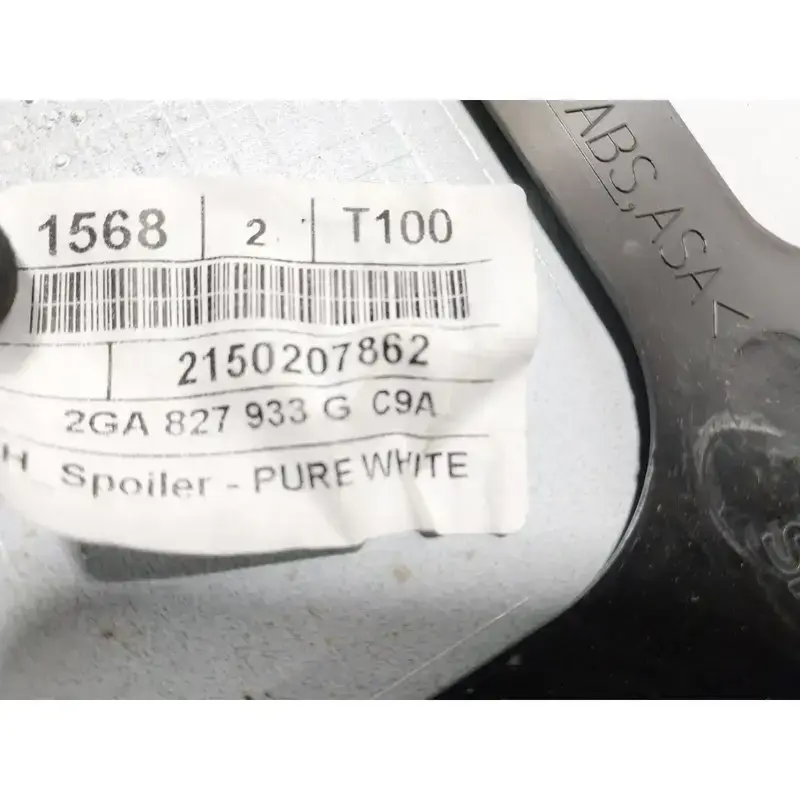 1568 2 T100
2150207862
2GA 827 933 G C9A
H Spoiler - PURE WHITE
ABS,ASA<